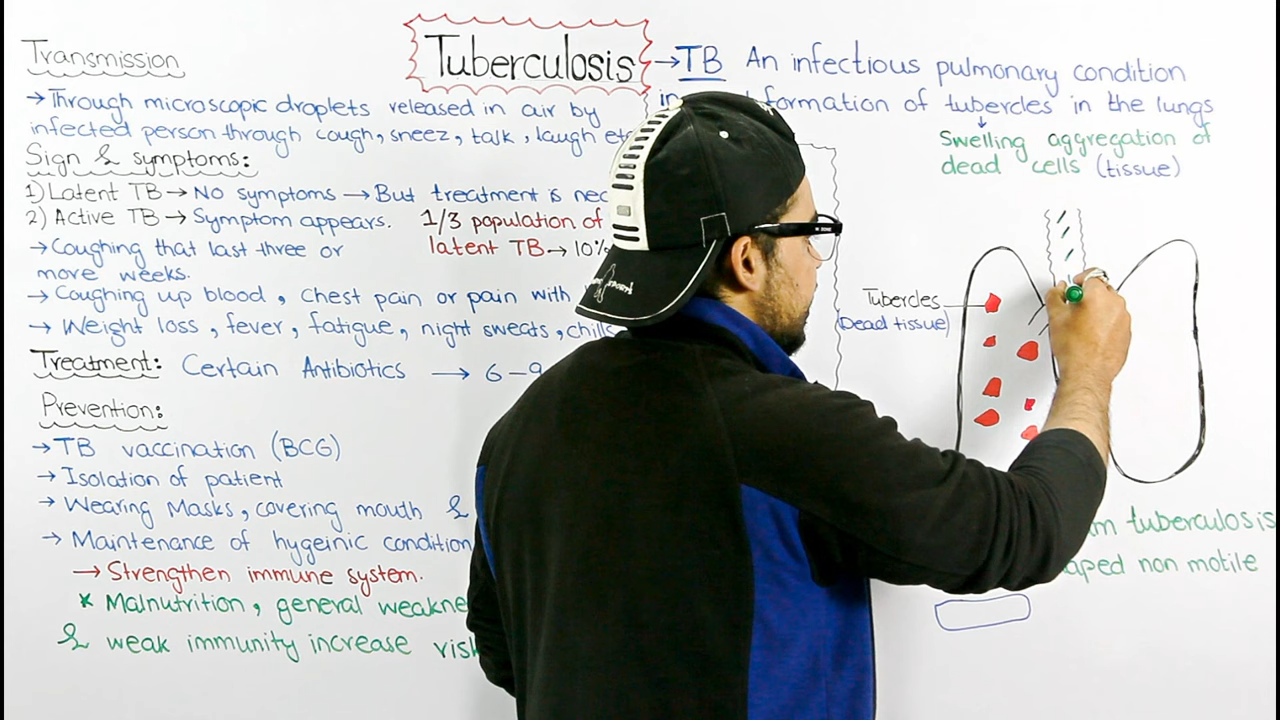 Tuberculosis
Transmission
→ Through microscopic droplets released in air by
infected person through cough, sneez, talk, laugh
Sign & symptoms:
1) Latent TB → No symptoms → But treatment is
2) Active TB → Symptom appears.
→ Coughing that last three or
more weeks.
1/3 population of
latent TB → 10%
→ Coughing up blood, chest pain or pain with
→ Weight loss, fever, fatigue, night sweats, chills
Treatment: Certain Antibiotics → 6-9
Prevention:
→ TB vaccination (BCG)
→ Isolation of patient
→ Wearing Masks, covering mouth &
→ Maintenance of hygeinic condition
→ Strengthen immune system.
* Malnutrition, general
& weak immunity increase risk
→ TB An infectious pulmonary condition
formation of tubercles in the lungs
Swelling aggregation of
dead cells (tissue)
Tubercles
(Dead tissue)
tuberculosis
non motile